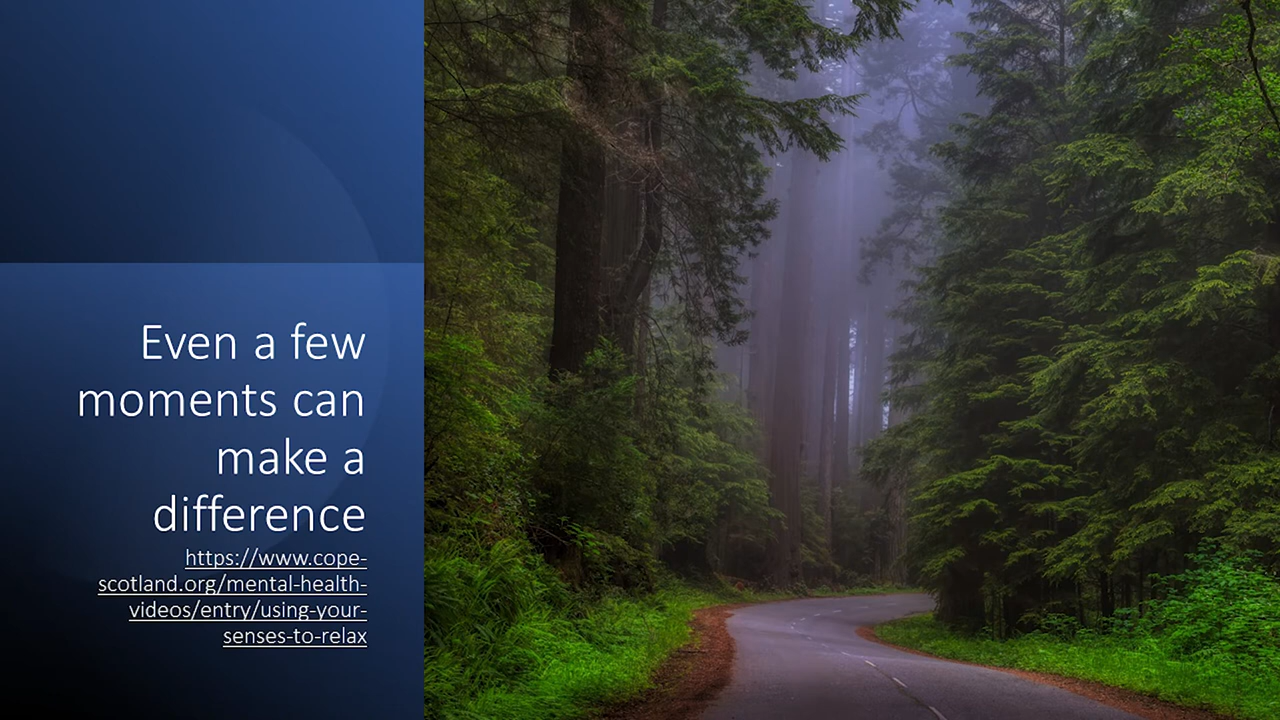 Even a few
moments can
make a
difference
https://www.cope-
scotland.org/mental-health-
videos/entry/using-your-
senses-to-relax